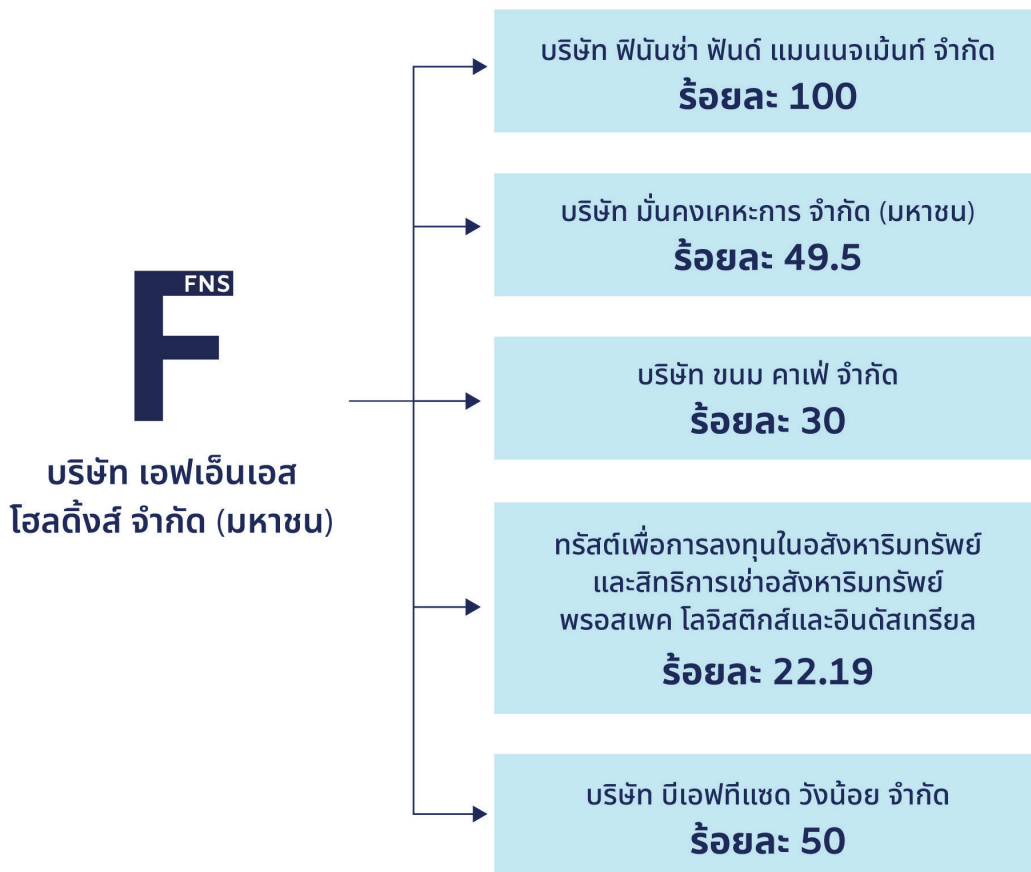 FNS
บริษัท เอฟเอ็นเอส
โฮลดิ้งส์ จำกัด (มหาชน)
บริษัท ฟินันซ่า ฟันด์ แมนเนจเม้นท์ จำกัด
ร้อยละ 100
บริษัท มั่นคงเคหะการ จำกัด (มหาชน)
ร้อยละ 49.5
บริษัท ขนม คาเฟ่ จำกัด
ร้อยละ 30
ทรัสต์เพื่อการลงทุนในอสังหาริมทรัพย์
และสิทธิการเช่าอสังหาริมทรัพย์
พรอสเพค โลจิสติกส์และอินดัสเทรียล
ร้อยละ 22.19
บริษัท บีเอฟทีแซด วังน้อย จำกัด
ร้อยละ 50